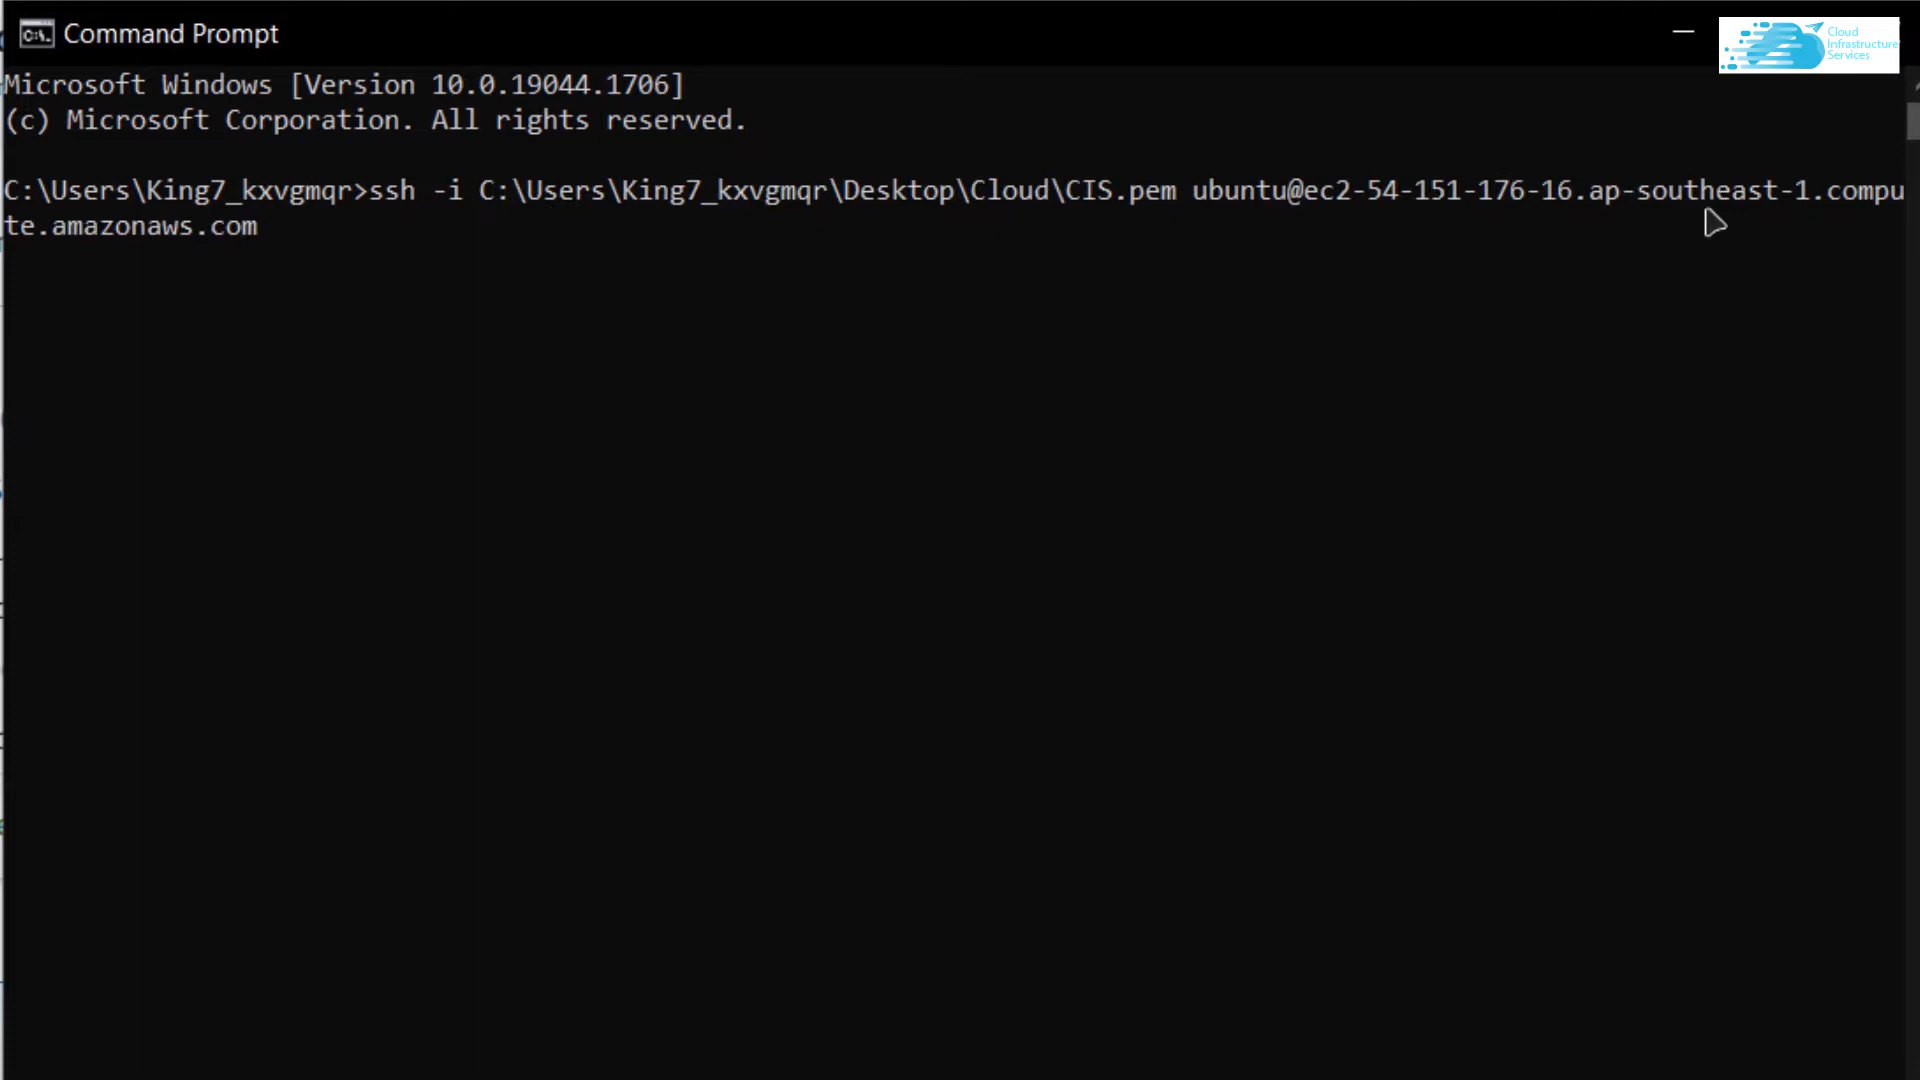 Command Prompt
Cloud
Infrastructure
Services
Microsoft Windows [Version 10.0.19044.1706]
(c) Microsoft Corporation. All rights reserved.
C:\Users\King7_kxvgmqr>ssh -i C:\Users\King7_kxvgmqr\Desktop\Cloud\CIS.pem ubuntu@ec2-54-151-176-16.ap-southeast-1.compu
te.amazonaws.com